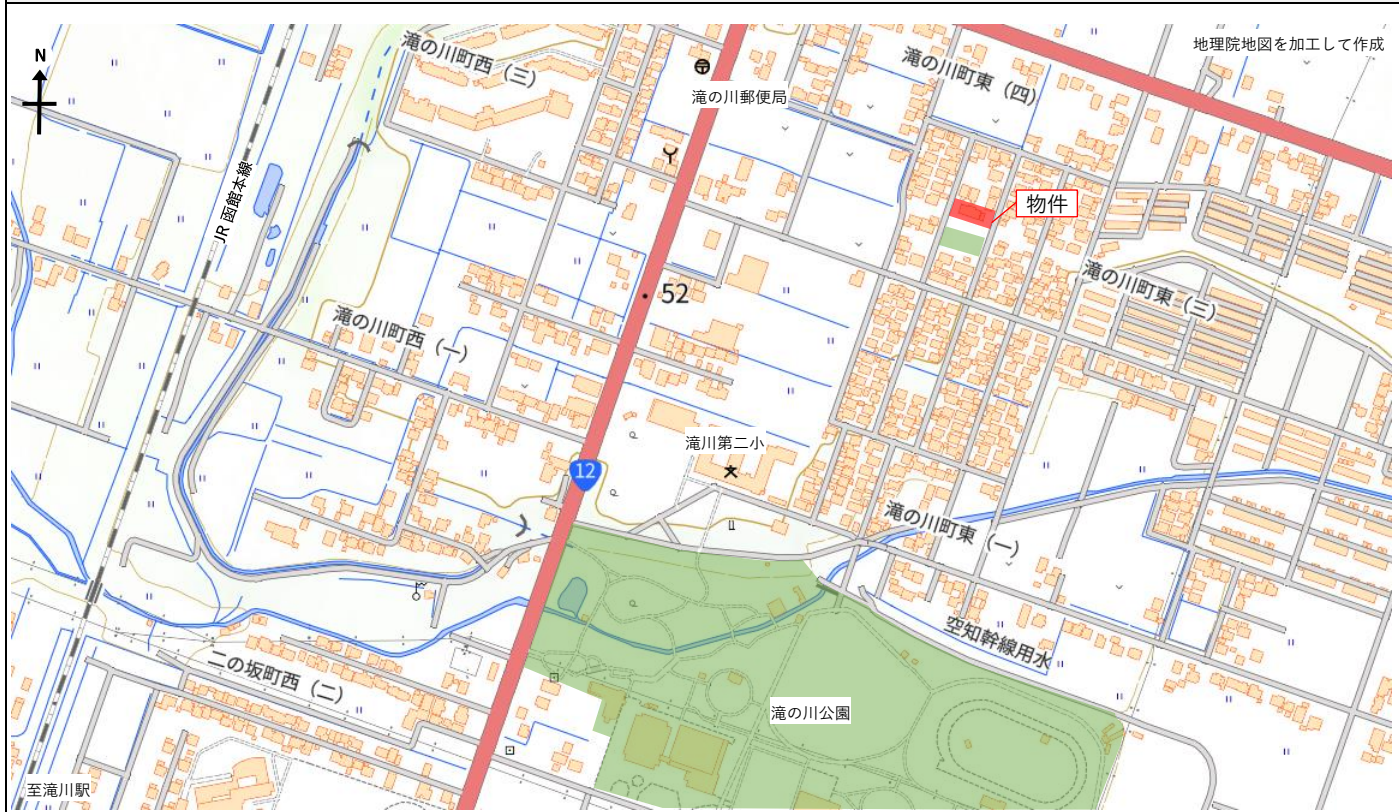 N
地理院地図を加工して作成
滝の川町西（三）
滝の川町東（四）
滝の川郵便局
JR函館本線
物件
滝の川町東（三）
52
滝の川町西（一）
滝川第二小
12
滝の川町東（一）
空知幹線用水
二の坂町西（二）
滝の川公園
至滝川駅